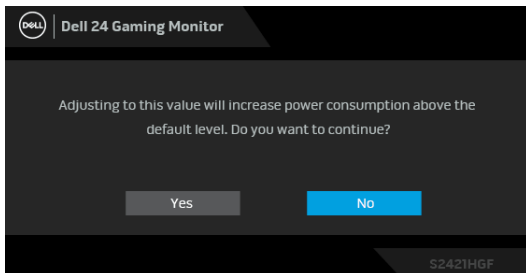 DELL Dell 24 Gaming Monitor
Adjusting to this value will increase power consumption above the
default level. Do you want to continue?
Yes No
S2421HGF